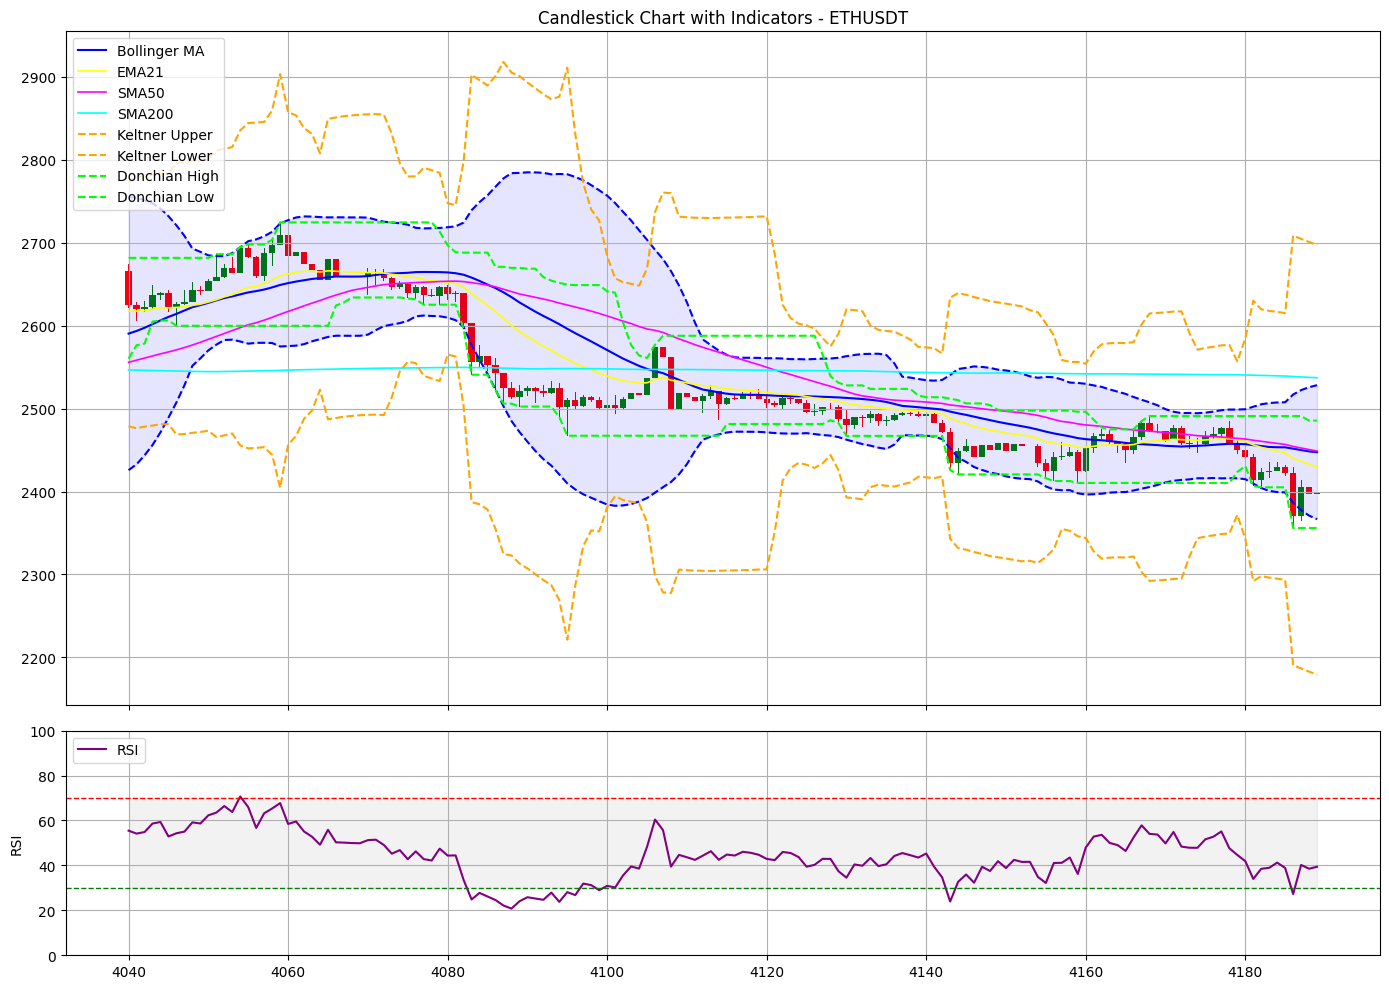 Candlestick Chart with Indicators - ETHUSDT
Bollinger MA
EMA21
SMA50
SMA200
Keltner Upper
Keltner Lower
Donchian High
Donchian Low
2900
2800
2700
2600
2500
2400
2300
2200
RSI
100
80
60
40
20
0
RSI
4040 4060 4080 4100 4120 4140 4160 4180